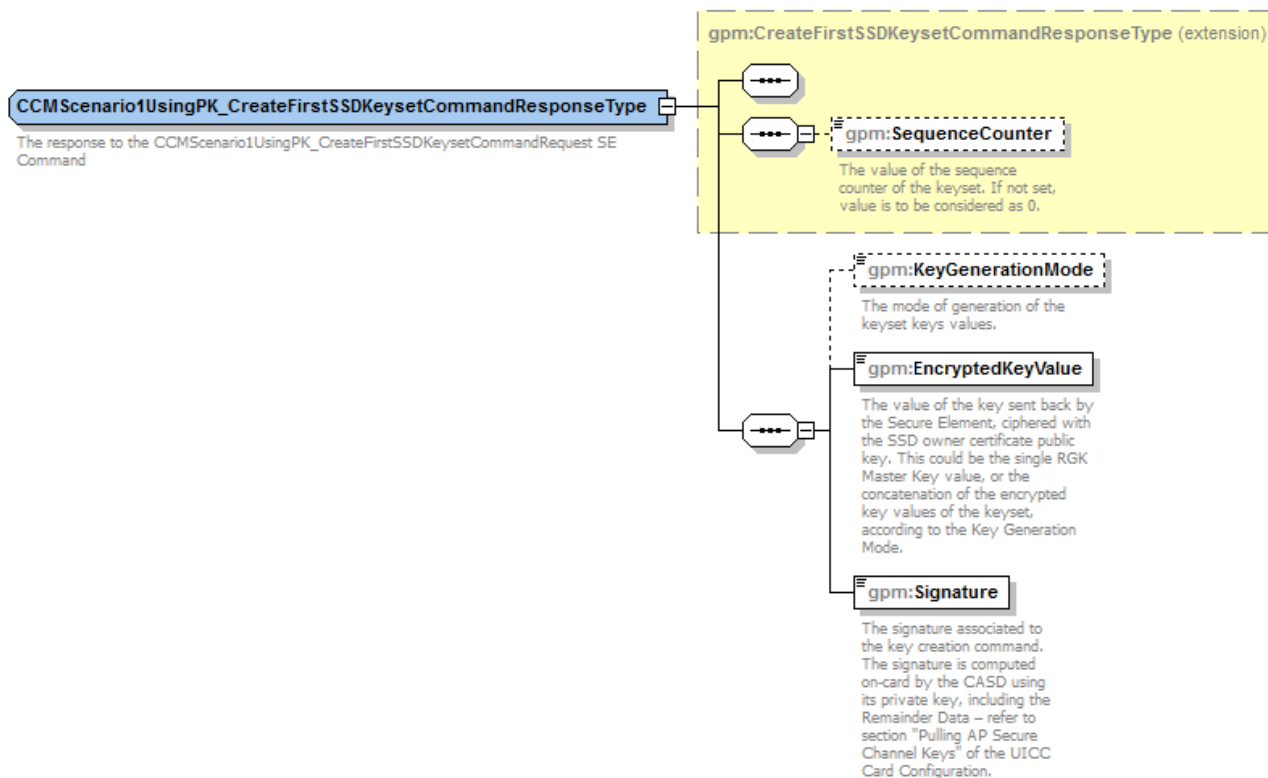 gpm:CreateFirstSSDKeysetCommandResponseType (extension)
CCMScenario1UsingPK_CreateFirstSSDKeysetCommandResponseType
The response to the CCMScenario1UsingPK_CreateFirstSSDKeysetCommandRequest SE
Command
gpm:SequenceCounter
The value of the sequence
counter of the keyset. If not set,
value is to be considered as 0.
gpm:KeyGenerationMode
The mode of generation of the
keyset keys values.
gpm:EncryptedKeyValue
The value of the key sent back by
the Secure Element, ciphered with
the SSD owner certificate public
key. This could be the single RGK
Master Key value, or the
concatenation of the encrypted
key values of the keyset,
according to the Key Generation
Mode.
gpm:Signature
The signature associated to
the key creation command.
The signature is computed
on-card by the CASD using
its private key, including the
Remainder Data – refer to
section "Pulling AP Secure
Channel Keys" of the UICC
Card Configuration.